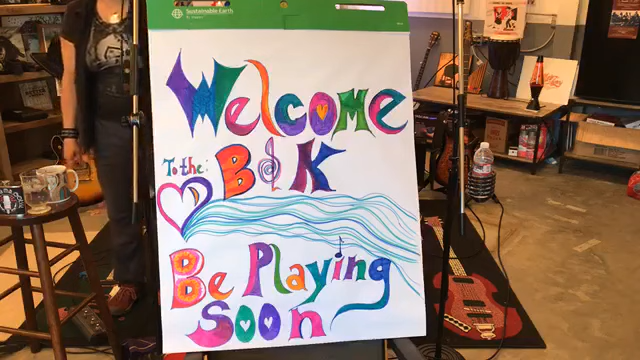 Sustainable Earth
Welcome
To the: B & K
Be Playing
Soon